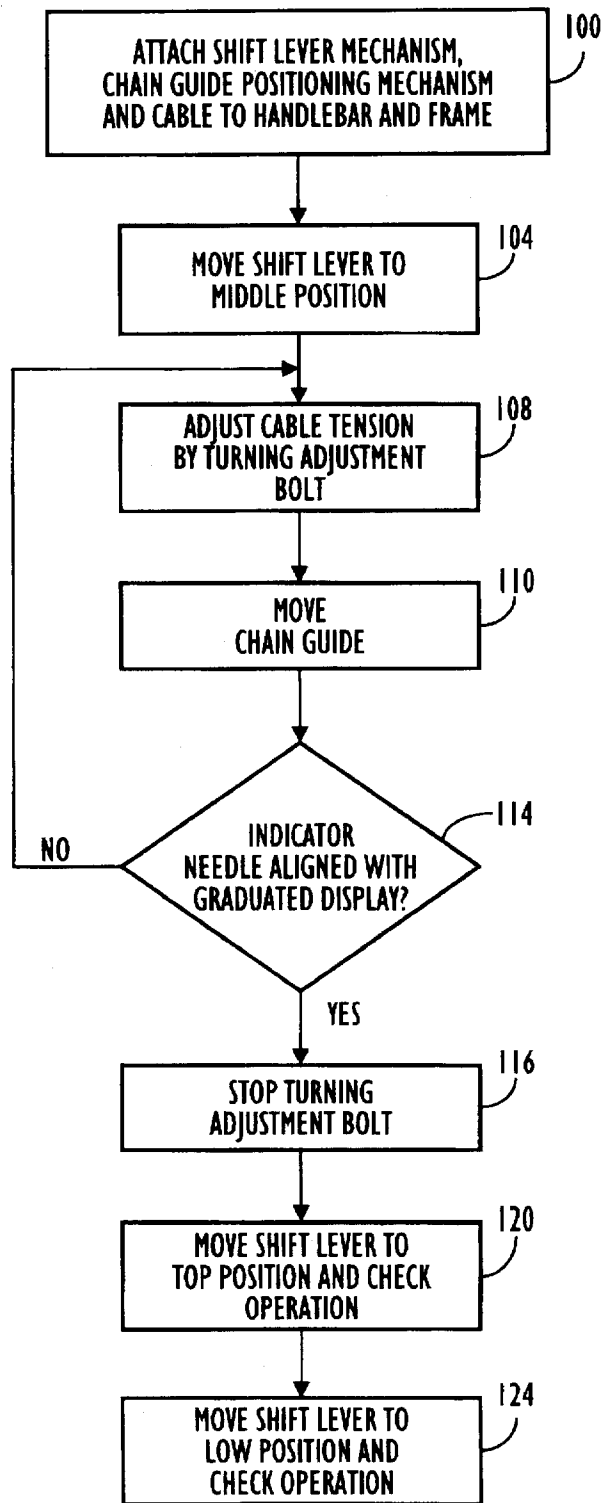 100
ATTACH SHIFT LEVER MECHANISM,
CHAIN GUIDE POSITIONING MECHANISM
AND CABLE TO HANDLEBAR AND FRAME
104
MOVE SHIFT LEVER TO
MIDDLE POSITION
108
ADJUST CABLE TENSION
BY TURNING ADJUSTMENT
BOLT
110
MOVE
CHAIN GUIDE
114
INDICATOR
NEEDLE ALIGNED WITH
GRADUATED DISPLAY?
NO
YES
116
STOP TURNING
ADJUSTMENT BOLT
120
MOVE SHIFT LEVER TO
TOP POSITION AND CHECK
OPERATION
124
MOVE SHIFT LEVER TO
LOW POSITION AND
CHECK OPERATION